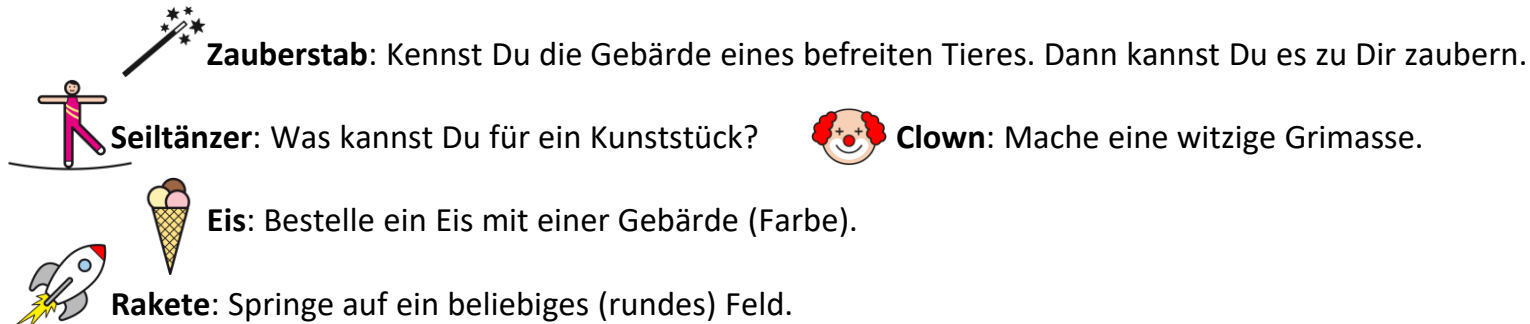 Zauberstab: Kennst Du die Gebärde eines befreiten Tieres. Dann kannst Du es zu Dir zaubern.
Seiltänzer: Was kannst Du für ein Kunststück?
Clown: Mache eine witzige Grimasse.
Eis: Bestelle ein Eis mit einer Gebärde (Farbe).
Rakete: Springe auf ein beliebiges (rundes) Feld.